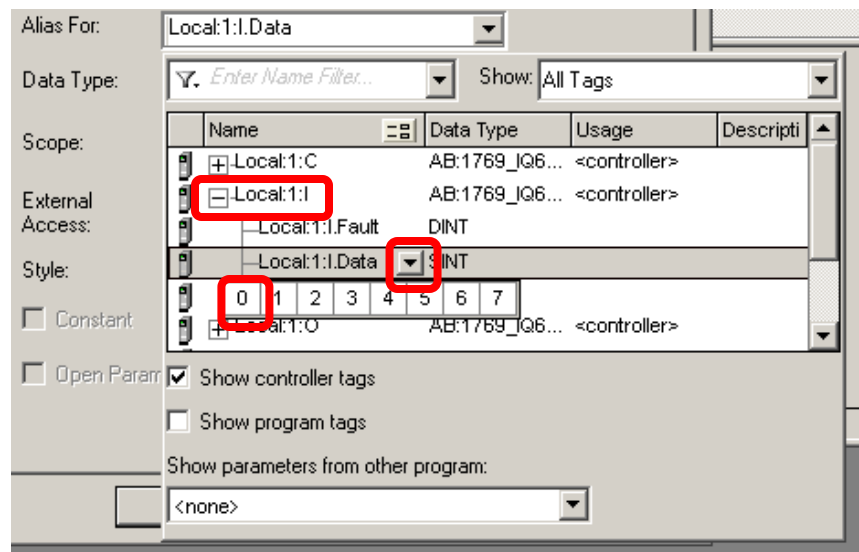 Alias For: Local:1:I.Data
Data Type: Enter Name Filter... Show: All Tags
Name Data Type Usage Descripti
Scope:
Local:1:C AB:1769_IQ6... <controller>
External Access:
Local:1:I AB:1769_IQ6... <controller>
Local:1:I.Fault DINT
Style:
Local:1:I.Data SINT
0 1 2 3 4 5 6 7
Constant
Local:1:O AB:1769_IQ6... <controller>
Open Param
Show controller tags
Show program tags
Show parameters from other program:
<none>